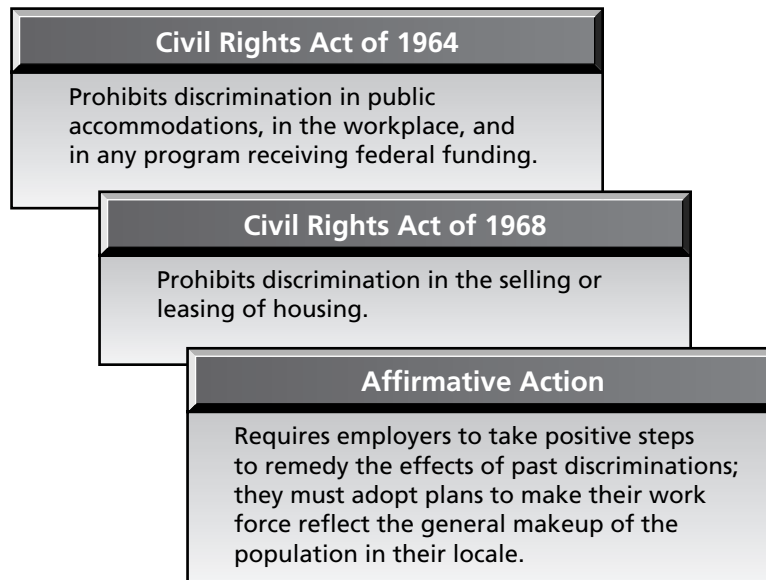 Civil Rights Act of 1964
Prohibits discrimination in public
accommodations, in the workplace, and
in any program receiving federal funding.
Civil Rights Act of 1968
Prohibits discrimination in the selling or
leasing of housing.
Affirmative Action
Requires employers to take positive steps
to remedy the effects of past discriminations;
they must adopt plans to make their work
force reflect the general makeup of the
population in their locale.